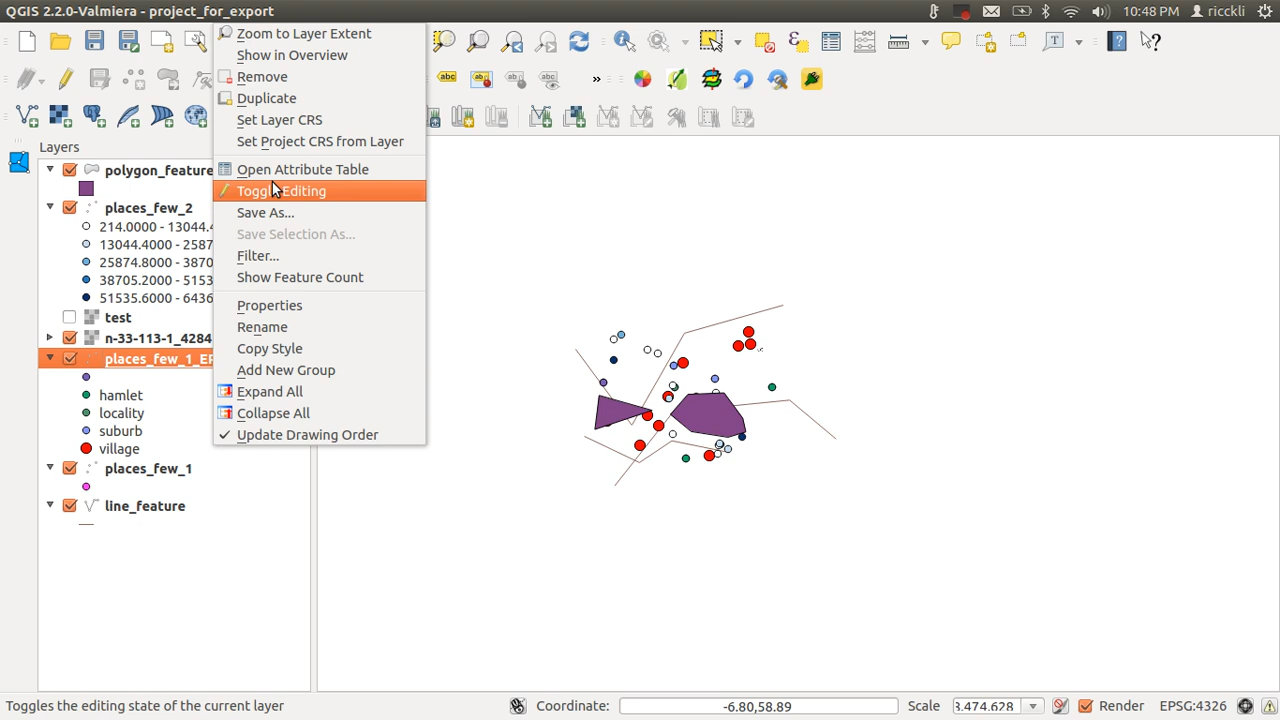 QGIS 2.2.0-Valmiera - project_for_export
10:48 PM
ricckli
Zoom to Layer Extent
Show in Overview
Remove
Duplicate
Set Layer CRS
Set Project CRS from Layer
Open Attribute Table
Toggle Editing
Save As...
Save Selection As...
Filter...
Show Feature Count
Properties
Rename
Copy Style
Add New Group
Expand All
Collapse All
Update Drawing Order
Layers
polygon_feature
places_few_2
214.0000 - 13044.4
13044.4000 - 2587
25874.8000 - 3870
38705.2000 - 5153
51535.6000 - 6436
test
n-33-113-1_4284
places_few_1_EP
hamlet
locality
suburb
village
places_few_1
line_feature
Toggles the editing state of the current layer
Coordinate:
-6.80,58.89
Scale
3.474.628
Render
EPSG:4326